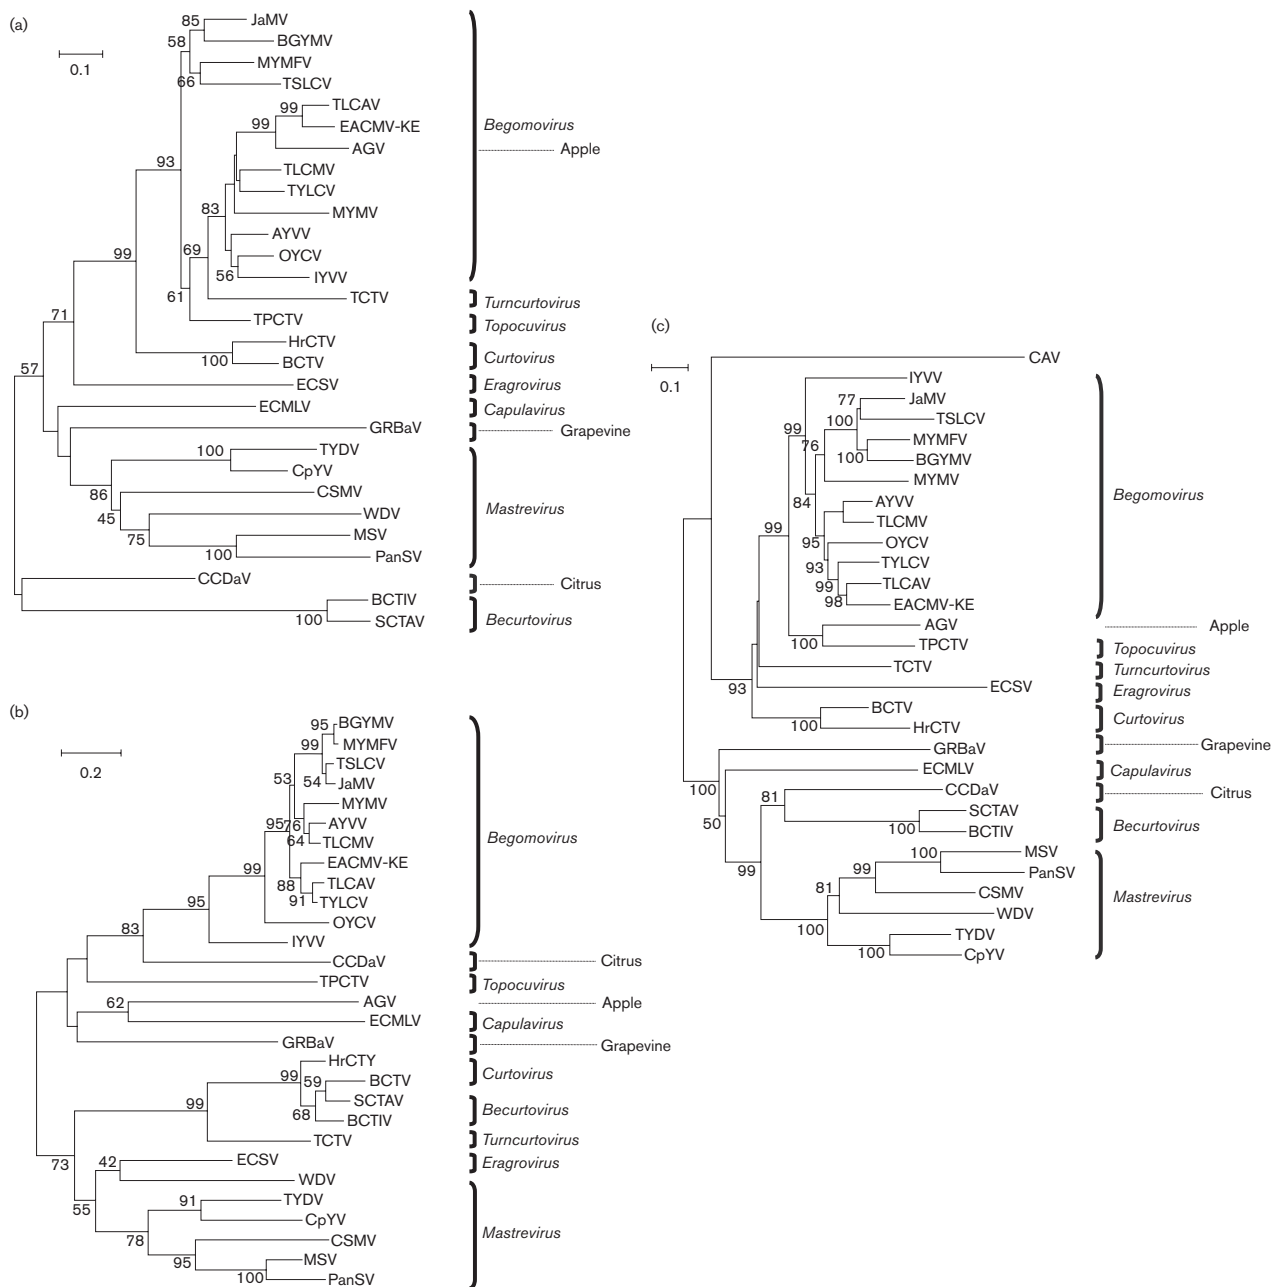 (a)
0.1
85
JaMV
58
BGYMV
MYMFV
66
TSLCV
99
TLCAV
99
EACMV-KE
Begomovirus
AGV
Apple
93
TLCMV
TYLCV
83
MYMV
AYVV
99
69
OYCV
56
IYVV
61
TCTV
Turncurtovirus
71
TPCTV
Topocuvirus
HrCTV
100
BCTV
Curtovirus
57
ECSV
Eragrovirus
ECMLV
Capulavirus
GRBaV
Grapevine
100
TYDV
CpYV
86
CSMV
45
WDV
Mastrevirus
75
MSV
100
PanSV
CCDaV
Citrus
BCTIV
100
SCTAV
Becurtovirus
(b)
0.2
95
BGYMV
99
MYMFV
TSLCV
53
54
JaMV
MYMV
95
76
AYVV
64
TLCMV
Begomovirus
99
EACMV-KE
88
TLCAV
91
TYLCV
95
OYCV
83
IYVV
CCDaV
Citrus
TPCTV
Topocuvirus
62
AGV
Apple
ECMLV
Capulavirus
GRBaV
Grapevine
HrCTY
99
59
BCTV
Curtovirus
99
SCTAV
68
BCTIV
Becurtovirus
TCTV
Turncurtovirus
73
42
ECSV
Eragrovirus
WDV
55
91
TYDV
CpYV
78
CSMV
Mastrevirus
95
MSV
100
PanSV
(c)
0.1
CAV
IYVV
77
JaMV
100
TSLCV
99
76
MYMFV
100
BGYMV
MYMV
84
AYVV
Begomovirus
99
TLCMV
95
OYCV
93
TYLCV
99
TLCAV
98
EACMV-KE
AGV
Apple
100
TPCTV
Topocuvirus
TCTV
Turncurtovirus
93
ECSV
Eragrovirus
BCTV
100
HrCTV
Curtovirus
GRBaV
Grapevine
100
ECMLV
Capulavirus
81
CCDaV
Citrus
50
SCTAV
100
BCTIV
Becurtovirus
99
100
MSV
99
PanSV
81
CSMV
Mastrevirus
WDV
100
TYDV
100
CpYV